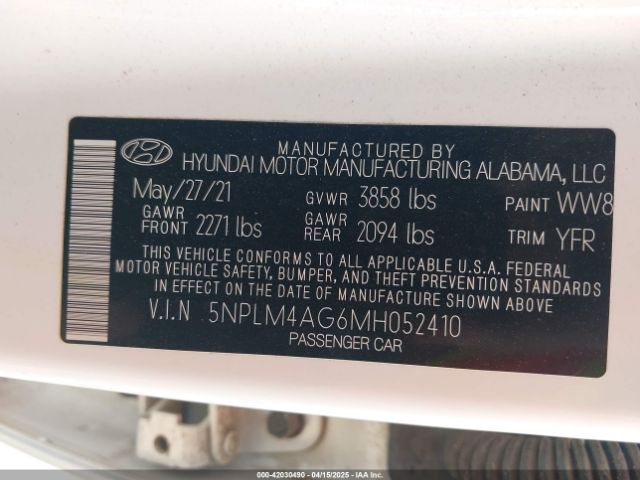 MANUFACTURED BY
HYUNDAI MOTOR MANUFACTURING ALABAMA, LLC
May/27/21 GVWR 3858 lbs PAINT WW8
GAWR FRONT 2271 lbs GAWR REAR 2094 lbs TRIM YFR
THIS VEHICLE CONFORMS TO ALL APPLICABLE U.S.A. FEDERAL
MOTOR VEHICLE SAFETY, BUMPER, AND THEFT PREVENTION STANDARDS
IN EFFECT ON THE DATE OF MANUFACTURE SHOWN ABOVE
V.I.N 5NPLM4AG6MH052410
PASSENGER CAR
000-42030490 - 04/15/2025 - IAA Inc.